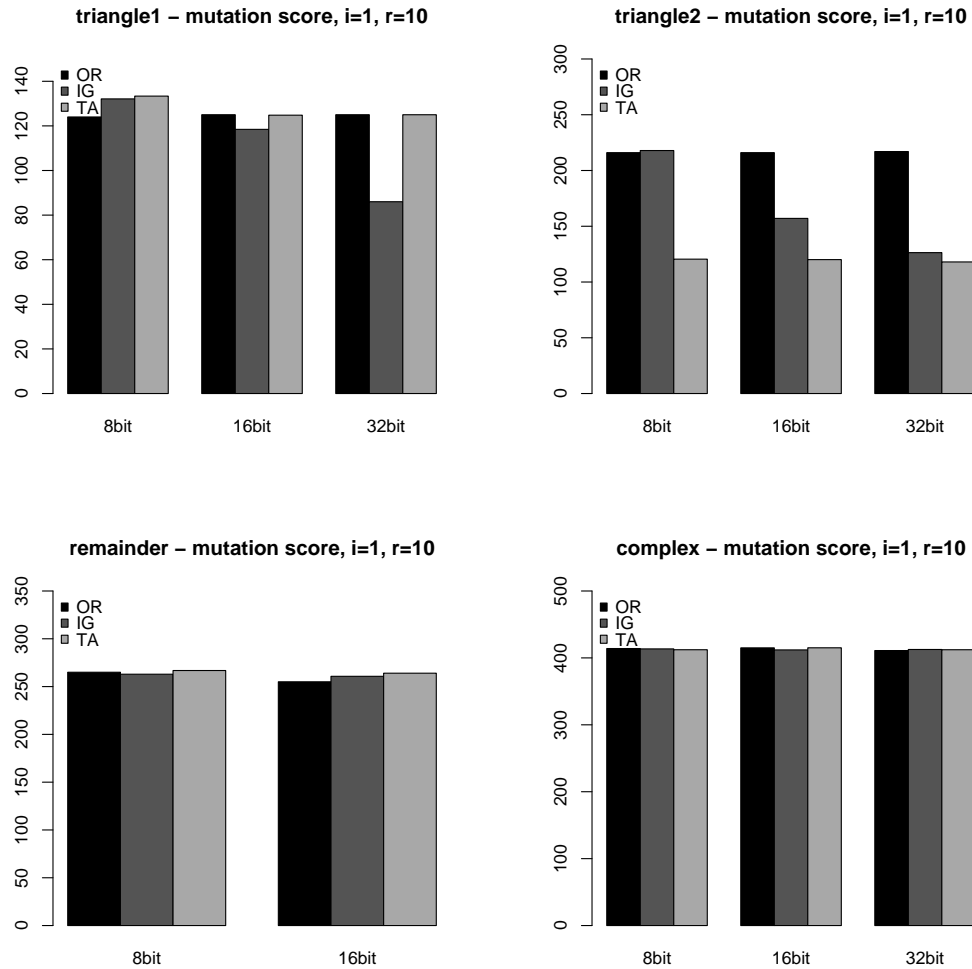 triangle1 – mutation score, i=1, r=10
OR
IG
TA
140
120
100
80
60
40
20
0
8bit
16bit
32bit
triangle2 – mutation score, i=1, r=10
OR
IG
TA
300
250
200
150
100
50
0
8bit
16bit
32bit
remainder – mutation score, i=1, r=10
OR
IG
TA
350
300
250
200
150
100
50
0
8bit
16bit
complex – mutation score, i=1, r=10
OR
IG
TA
500
400
300
200
100
0
8bit
16bit
32bit